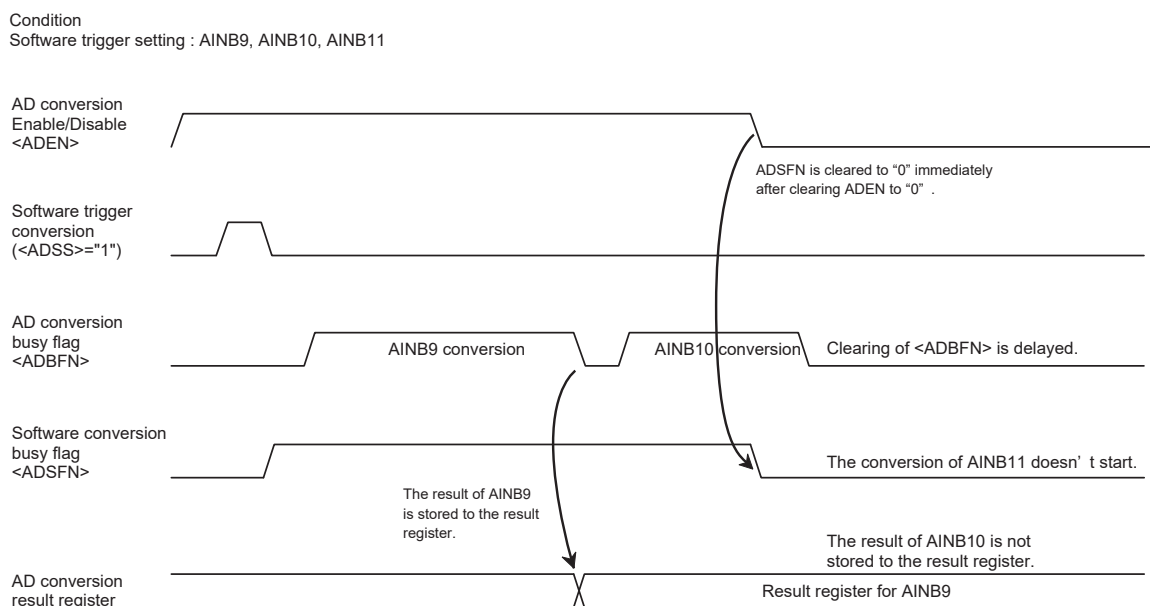 Condition
Software trigger setting : AINB9, AINB10, AINB11
AD conversion
Enable/Disable
<ADEN>
ADSFN is cleared to “0” immediately
after clearing ADEN to “0” .
Software trigger
conversion
(<ADSS>="1")
AD conversion
busy flag
<ADBFN>
AINB9 conversion
AINB10 conversion
Clearing of <ADBFN> is delayed.
Software conversion
busy flag
<ADSFN>
The conversion of AINB11 doesn’ t start.
The result of AINB9
is stored to the result
register.
The result of AINB10 is not
stored to the result register.
AD conversion
result register
Result register for AINB9